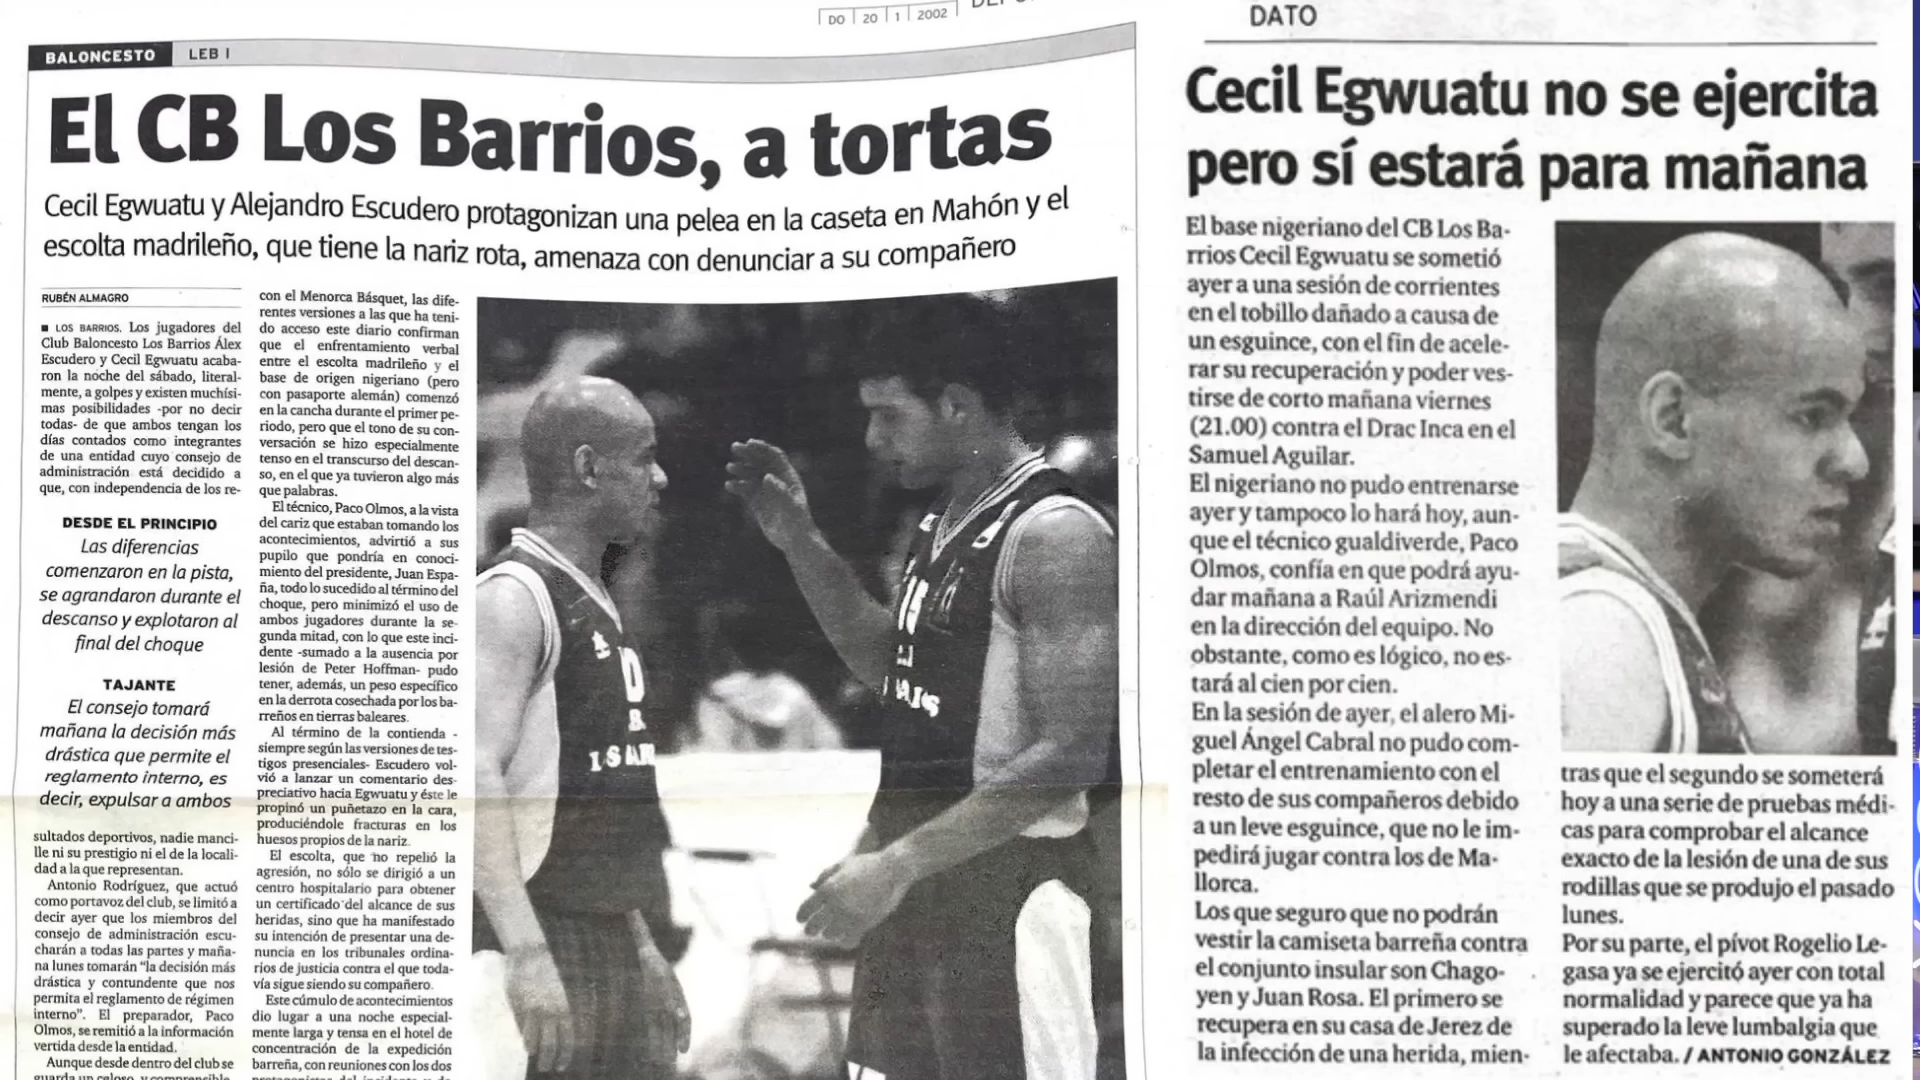 DO 20 1 2002
BALONCESTO LEB I
El CB Los Barrios, a tortas
Cecil Egwuatu y Alejandro Escudero protagonizan una pelea en la caseta en Mahón y el
escolta madrileño, que tiene la nariz rota, amenaza con denunciar a su compañero
RUBÉN ALMAGRO
■ LOS BARRIOS. Los jugadores del
Club Baloncesto Los Barrios Álex
Escudero y Cecil Egwuatu acaba-
ron la noche del sábado, literal-
mente, a golpes y existen muchísi-
mas posibilidades -por no decir
todas- de que ambos tengan los
días contados como integrantes
de una entidad cuyo consejo de
administración está decidido a
que, con independencia de los re-
DESDE EL PRINCIPIO
Las diferencias
comenzaron en la pista,
se agrandaron durante el
descanso y explotaron al
final del choque
TAJANTE
El consejo tomará
mañana la decisión más
drástica que permite el
reglamento interno, es
decir, expulsar a ambos
sultados deportivos, nadie manci-
lle ni su prestigio ni el de la locali-
dad a la que representan.
Antonio Rodríguez, que actuó
como portavoz del club, se limitó a
decir ayer que los miembros del
consejo de administración escu-
charán a todas las partes y maña-
na lunes tomarán “la decisión más
drástica y contundente que nos
permita el reglamento de régimen
interno”. El preparador, Paco
Olmos, se remitió a la información
vertida desde la entidad.
Aunque desde dentro del club se
guarda un celoso, y comprensible
con el Menorca Básquet, las dife-
rentes versiones a las que ha teni-
do acceso este diario confirman
que el enfrentamiento verbal
entre el escolta madrileño y el
base de origen nigeriano (pero
con pasaporte alemán) comenzó
en la cancha durante el primer pe-
riodo, pero que el tono de su con-
versación se hizo especialmente
tenso en el transcurso del descan-
so, en el que ya tuvieron algo más
que palabras.
El técnico, Paco Olmos, a la vista
del cariz que estaban tomando los
acontecimientos, advirtió a sus
pupilo que pondría en conoci-
miento del presidente, Juan Espa-
ña, todo lo sucedido al término del
choque, pero minimizó el uso de
ambos jugadores durante la se-
gunda mitad, con lo que este inci-
dente -sumado a la ausencia por
lesión de Peter Hoffman- pudo
tener, además, un peso específico
en la derrota cosechada por los ba-
rreños en tierras baleares.
Al término de la contienda -
siempre según las versiones de tes-
tigos presenciales- Escudero vol-
vió a lanzar un comentario des-
preciativo hacia Egwuatu y éste le
propinó un puñetazo en la cara,
produciéndole fracturas en los
huesos propios de la nariz.
El escolta, que no repelió la
agresión, no sólo se dirigió a un
centro hospitalario para obtener
un certificado del alcance de sus
heridas, sino que ha manifestado
su intención de presentar una de-
nuncia en los tribunales ordina-
rios de justicia contra el que toda-
vía sigue siendo su compañero.
Este cúmulo de acontecimientos
dio lugar a una noche especial-
mente larga y tensa en el hotel de
concentración de la expedición
barreña, con reuniones con los dos
DATO
Cecil Egwuatu no se ejercita
pero sí estará para mañana
El base nigeriano del CB Los Ba-
rrios Cecil Egwuatu se sometió
ayer a una sesión de corrientes
en el tobillo dañado a causa de
un esguince, con el fin de acele-
rar su recuperación y poder ves-
tirse de corto mañana viernes
(21.00) contra el Drac Inca en el
Samuel Aguilar.
El nigeriano no pudo entrenarse
ayer y tampoco lo hará hoy, aun-
que el técnico gualdiverde, Paco
Olmos, confía en que podrá ayu-
dar mañana a Raúl Arizmendi
en la dirección del equipo. No
obstante, como es lógico, no es-
tará al cien por cien.
En la sesión de ayer, el alero Mi-
guel Ángel Cabral no pudo com-
pletar el entrenamiento con el
resto de sus compañeros debido
a un leve esguince, que no le im-
pedirá jugar contra los de Ma-
llorca.
Los que seguro que no podrán
vestir la camiseta barreña contra
el conjunto insular son Chago-
yen y Juan Rosa. El primero se
recupera en su casa de Jerez de
la infección de una herida, mien-
tras que el segundo se someterá
hoy a una serie de pruebas médi-
cas para comprobar el alcance
exacto de la lesión de una de sus
rodillas que se produjo el pasado
lunes.
Por su parte, el pívot Rogelio Le-
gasa ya se ejercitó ayer con total
normalidad y parece que ya ha
superado la leve lumbalgia que
le afectaba. / ANTONIO GONZÁLEZ